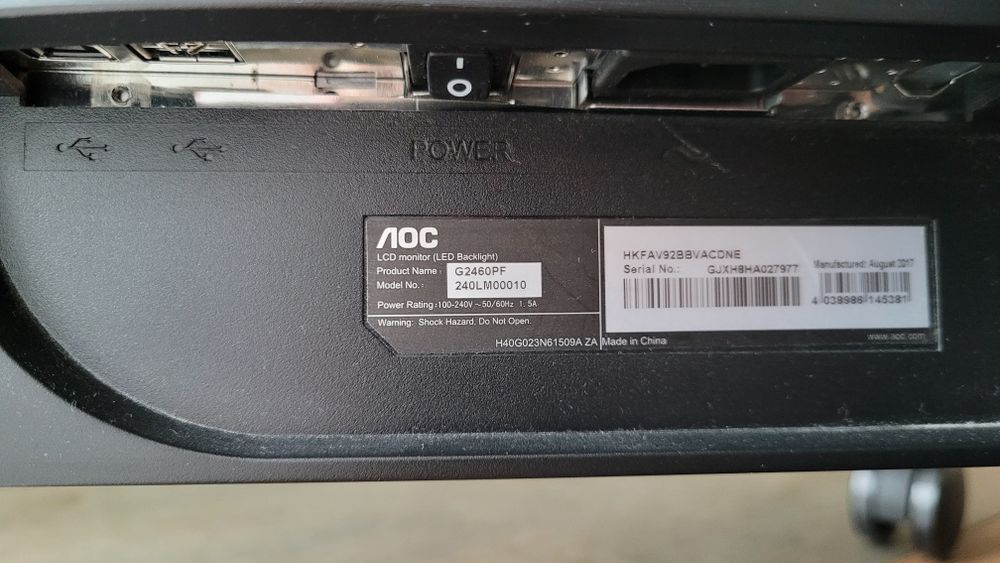 POWER
AOC
LCD monitor (LED Backlight)
Product Name : G2460PF
Model No. : 240LM00010
Power Rating :100-240V ~ 50/60Hz 1.5A
Warning: Shock Hazard. Do Not Open.
H40G023N61509A ZA
HKFAV92BBVACDNE
Serial No.: GJXH8HA027977
Manufactured: August 2017
4 038986 145381
Made in China
www.aoc.com